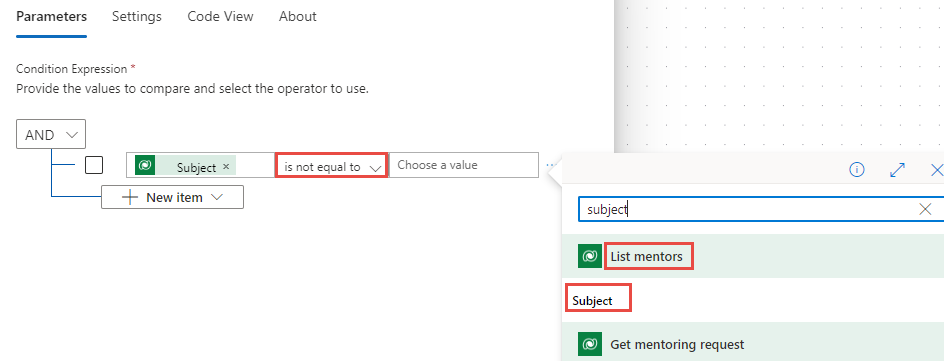 Parameters Settings Code View About
Condition Expression *
Provide the values to compare and select the operator to use.
AND
Subject × is not equal to Choose a value ...
subject
New item
List mentors
Subject
Get mentoring request